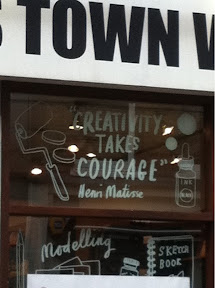 TOWN
"CREATIVITY
TAKES
COURAGE"
Henri Matisse
INK
Modelling
SKETCH
BOOK